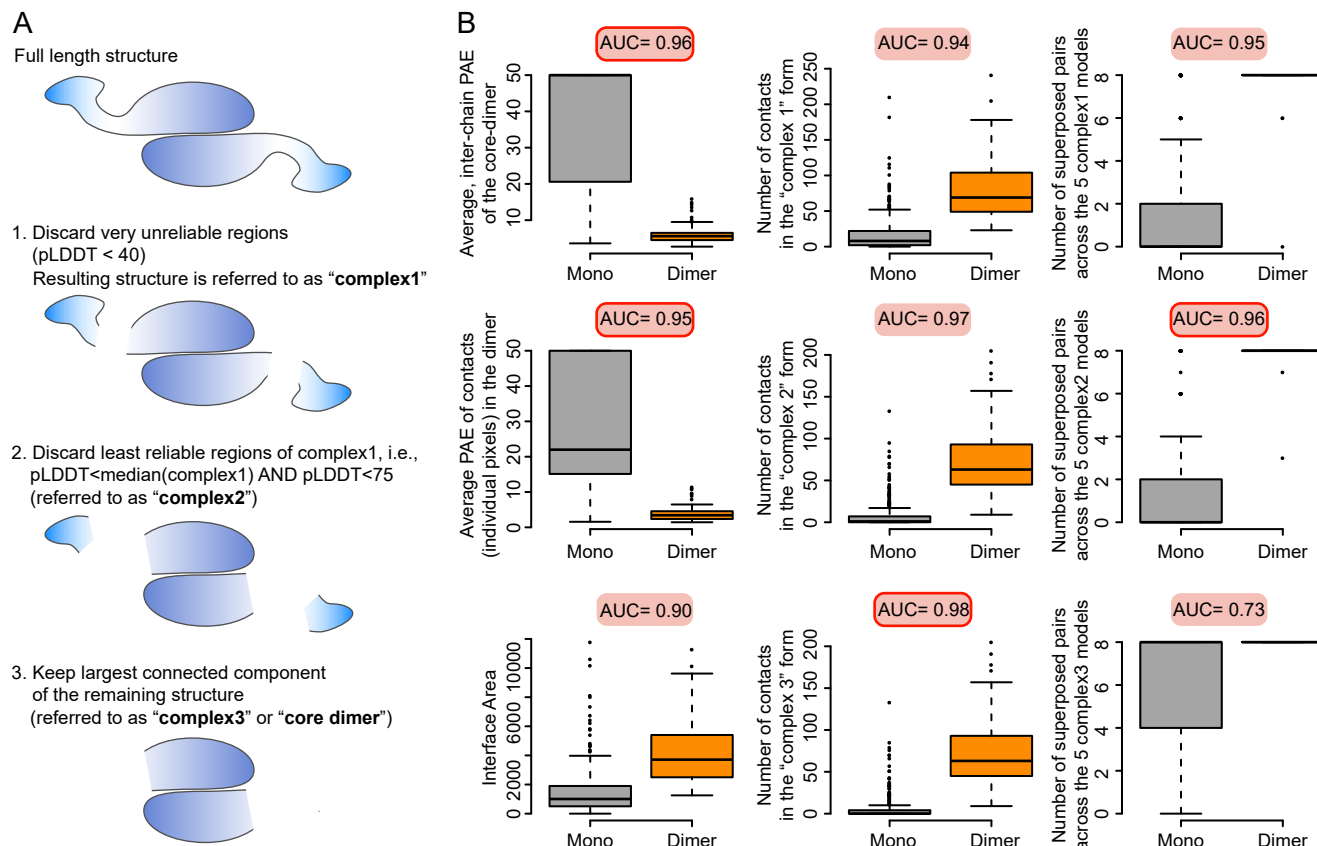 A
Full length structure
1. Discard very unreliable regions
(pLDDT < 40)
Resulting structure is referred to as “complex1”
2. Discard least reliable regions of complex1, i.e.,
pLDDT<median(complex1) AND pLDDT<75
(referred to as “complex2”)
3. Keep largest connected component
of the remaining structure
(referred to as “complex3” or “core dimer”)
B
AUC= 0.96
Average, inter-chain PAE
of the core-dimer
50
40
30
20
10
Mono
Dimer
AUC= 0.94
Number of contacts
in the “complex 1” form
250
200
150
100
50
0
Mono
Dimer
AUC= 0.95
Number of superposed pairs
across the 5 complex1 models
8
6
4
2
0
Mono
Dimer
AUC= 0.95
Average PAE of contacts
(individual pixels) in the dimer
50
40
30
20
10
0
Mono
Dimer
AUC= 0.97
Number of contacts
in the “complex 2” form
200
150
100
50
0
Mono
Dimer
AUC= 0.96
Number of superposed pairs
across the 5 complex2 models
8
6
4
2
0
Mono
Dimer
AUC= 0.90
Interface Area
10000
6000
2000
0
Mono
Dimer
AUC= 0.98
Number of contacts
in the “complex 3” form
200
150
100
50
0
Mono
Dimer
AUC= 0.73
Number of superposed pairs
across the 5 complex3 models
8
6
4
2
0
Mono
Dimer